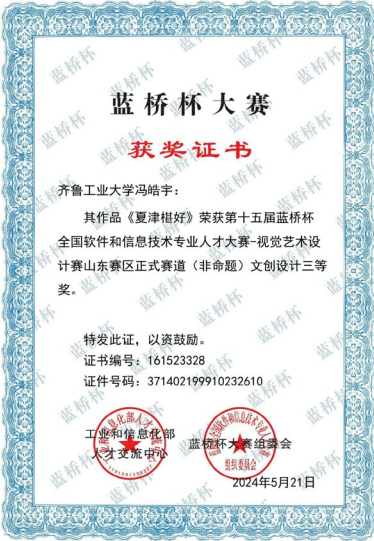 蓝桥杯大赛
获奖证书
齐鲁工业大学冯皓宇：
其作品《夏津椹好》荣获第十五届蓝桥杯
全国软件和信息技术专业人才大赛-视觉艺术设
计赛山东赛区正式赛道（非命题）文创设计三等
奖。
特发此证，以资鼓励。
证书编号：161523328
证件号码：371402199910232610
工业和信息化部
人才交流中心
蓝桥杯大赛组委会
组织委员会
2024年5月21日